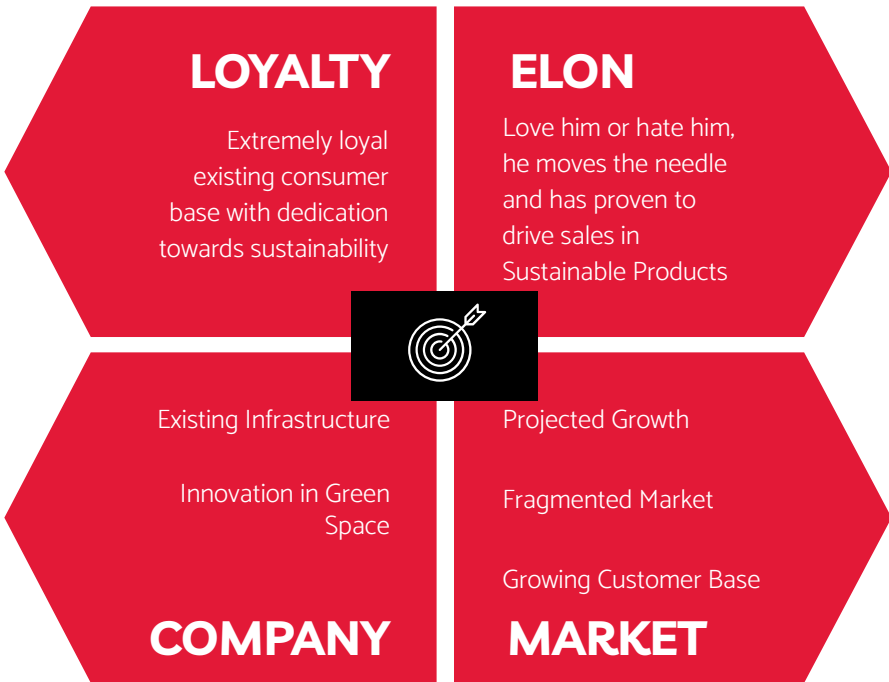 LOYALTY
Extremely loyal
existing consumer
base with dedication
towards sustainability
ELON
Love him or hate him,
he moves the needle
and has proven to
drive sales in
Sustainable Products
Existing Infrastructure
Innovation in Green
Space
COMPANY
Projected Growth
Fragmented Market
Growing Customer Base
MARKET